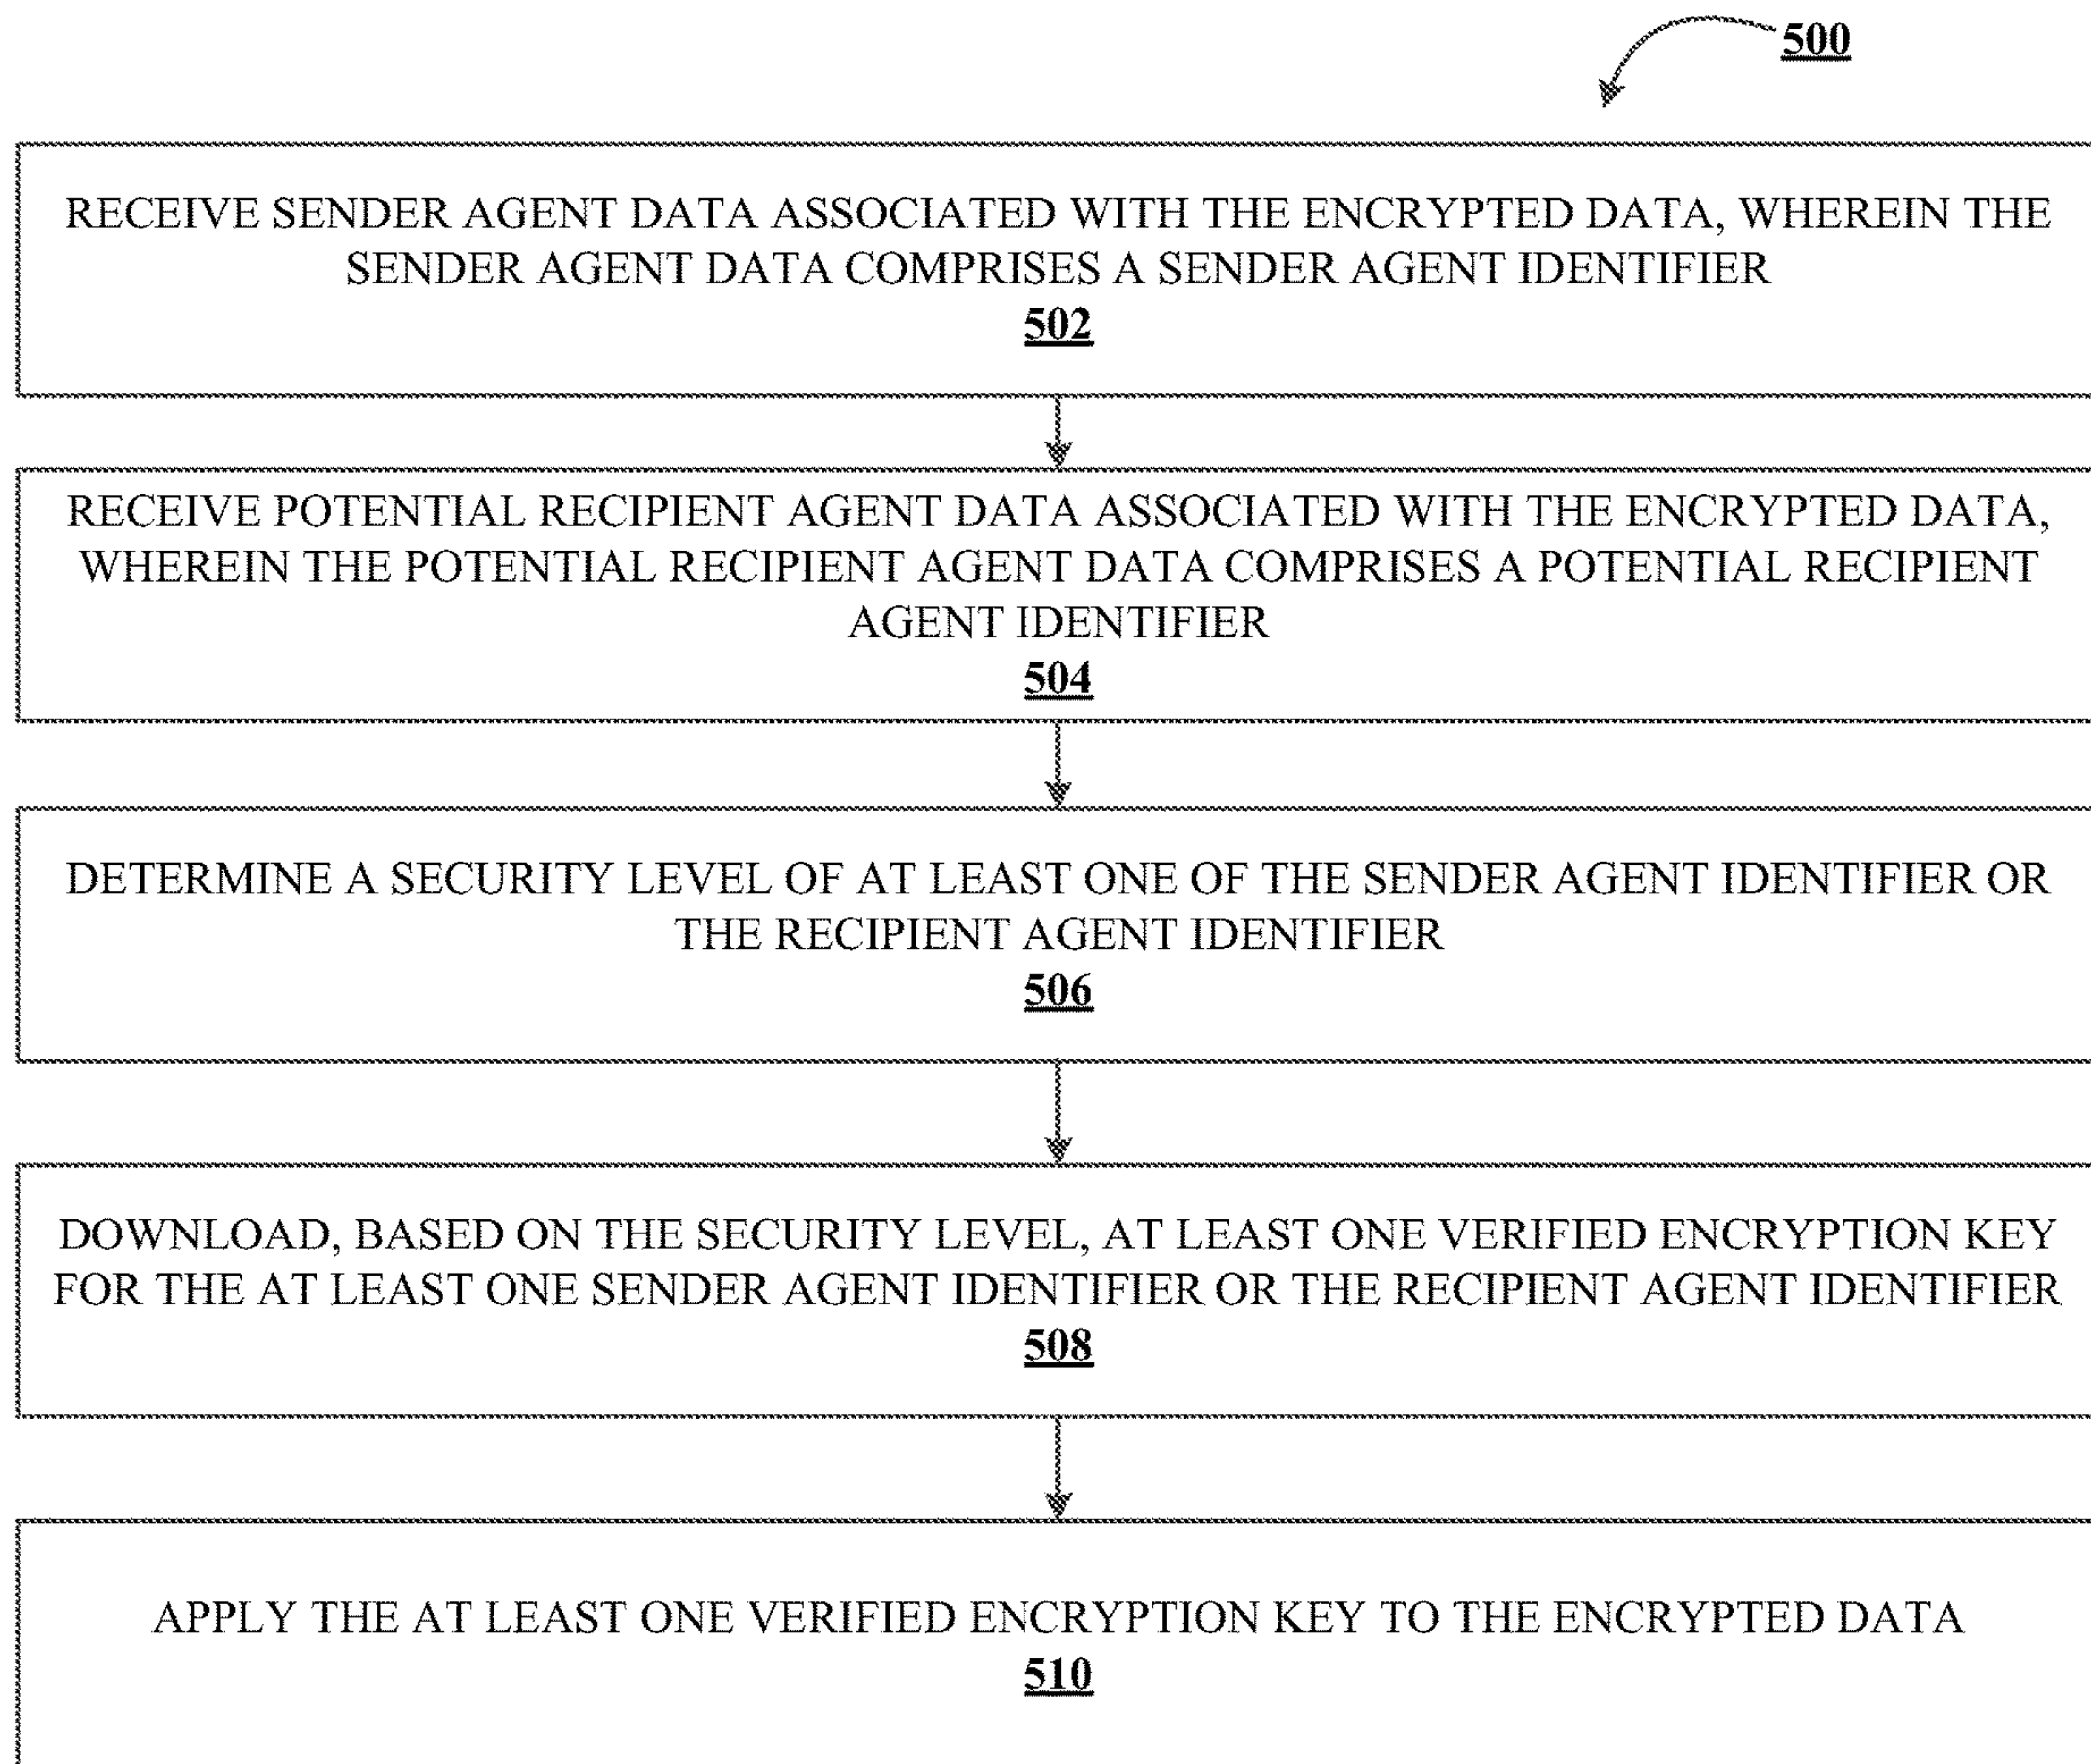 500
RECEIVE SENDER AGENT DATA ASSOCIATED WITH THE ENCRYPTED DATA, WHEREIN THE
SENDER AGENT DATA COMPRISES A SENDER AGENT IDENTIFIER
502
RECEIVE POTENTIAL RECIPIENT AGENT DATA ASSOCIATED WITH THE ENCRYPTED DATA,
WHEREIN THE POTENTIAL RECIPIENT AGENT DATA COMPRISES A POTENTIAL RECIPIENT
AGENT IDENTIFIER
504
DETERMINE A SECURITY LEVEL OF AT LEAST ONE OF THE SENDER AGENT IDENTIFIER OR
THE RECIPIENT AGENT IDENTIFIER
506
DOWNLOAD, BASED ON THE SECURITY LEVEL, AT LEAST ONE VERIFIED ENCRYPTION KEY
FOR THE AT LEAST ONE SENDER AGENT IDENTIFIER OR THE RECIPIENT AGENT IDENTIFIER
508
APPLY THE AT LEAST ONE VERIFIED ENCRYPTION KEY TO THE ENCRYPTED DATA
510